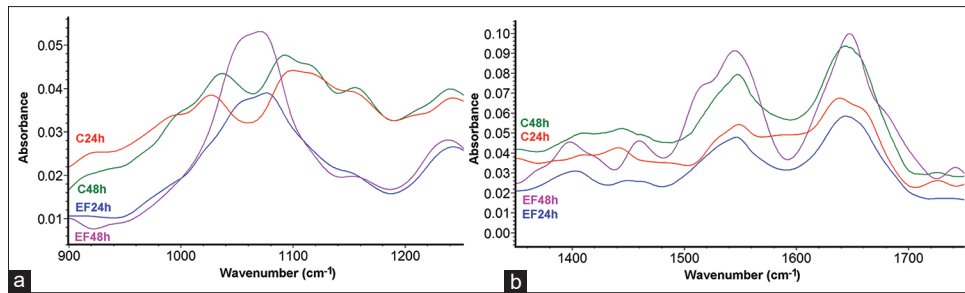 0.05
0.04
0.03
0.02
0.01
Absorbance
C24h
C48h
EF24h
EF48h
900
1000
1100
1200
Wavenumber (cm-1)
a
0.10
0.09
0.08
0.07
0.06
0.05
0.04
0.03
0.02
0.01
0.00
Absorbance
C48h
C24h
EF48h
EF24h
1400
1500
1600
1700
Wavenumber (cm-1)
b